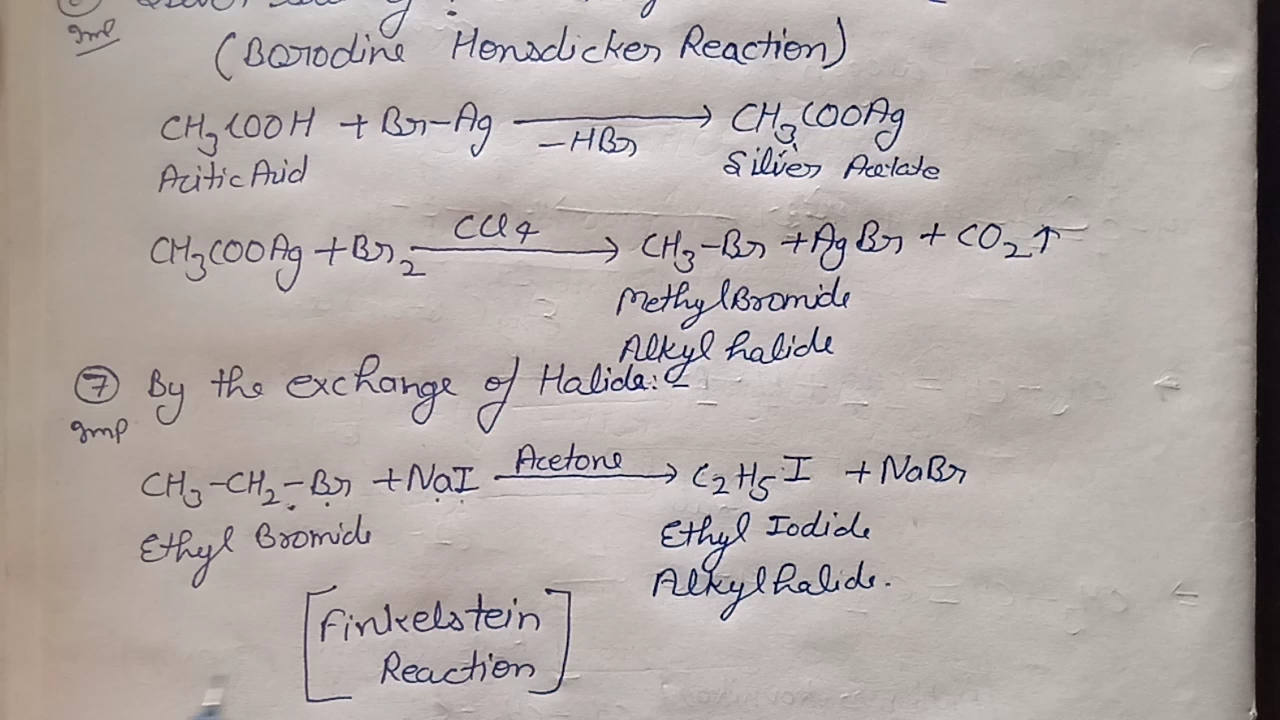 Imp
(Borodine Honsdicker Reaction)
CH3COOH + Br-Ag → CH3COOAg
-HBr
Acitic Acid Silver Acetate
CCl4
CH3COOAg + Br2 → CH3-Br + AgBr + CO2↑
Methyl Bromide
Alkyl halide
⑦ By the exchange of Halide:-
Imp
Acetone
CH3-CH2-Br + NaI → C2H5I + NaBr
Ethyl Bromide Ethyl Iodide
Alkyl halide.
[Finkelstein
Reaction]